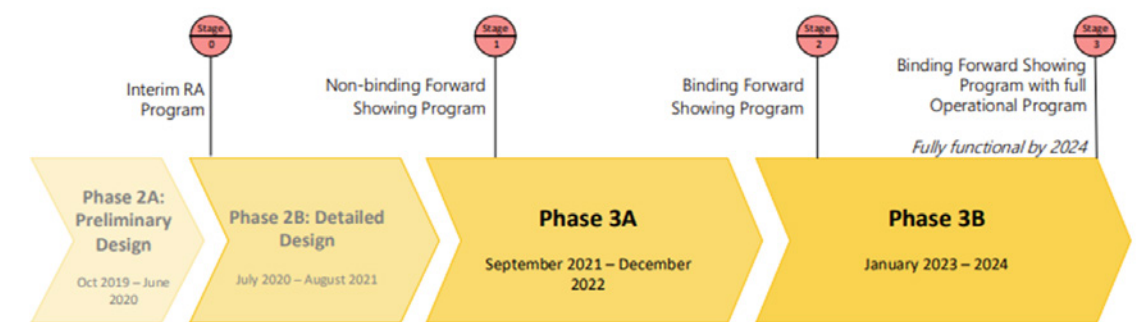 Stage
0
Stage
1
Stage
2
Stage
3
Interim RA
Program
Non-binding Forward
Showing Program
Binding Forward
Showing Program
Binding Forward Showing
Program with full
Operational Program
Fully functional by 2024
Phase 2A:
Preliminary
Design
Oct 2019 – June
2020
Phase 2B: Detailed
Design
July 2020 – August 2021
Phase 3A
September 2021 – December
2022
Phase 3B
January 2023 – 2024